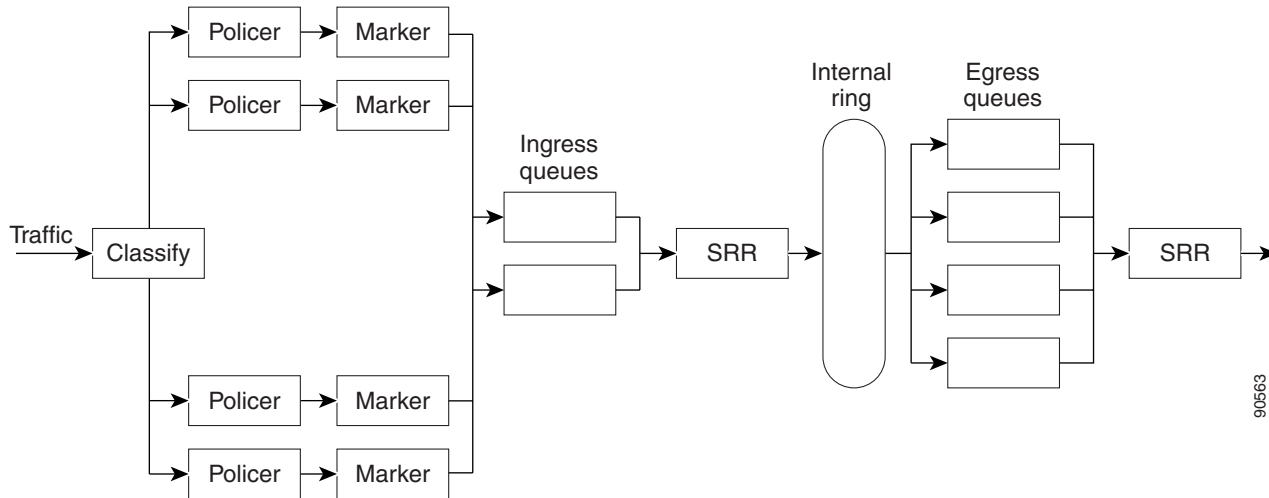 Policer
Marker
Policer
Marker
Internal
ring
Egress
queues
Ingress
queues
Traffic
Classify
SRR
SRR
Policer
Marker
Policer
Marker
90563